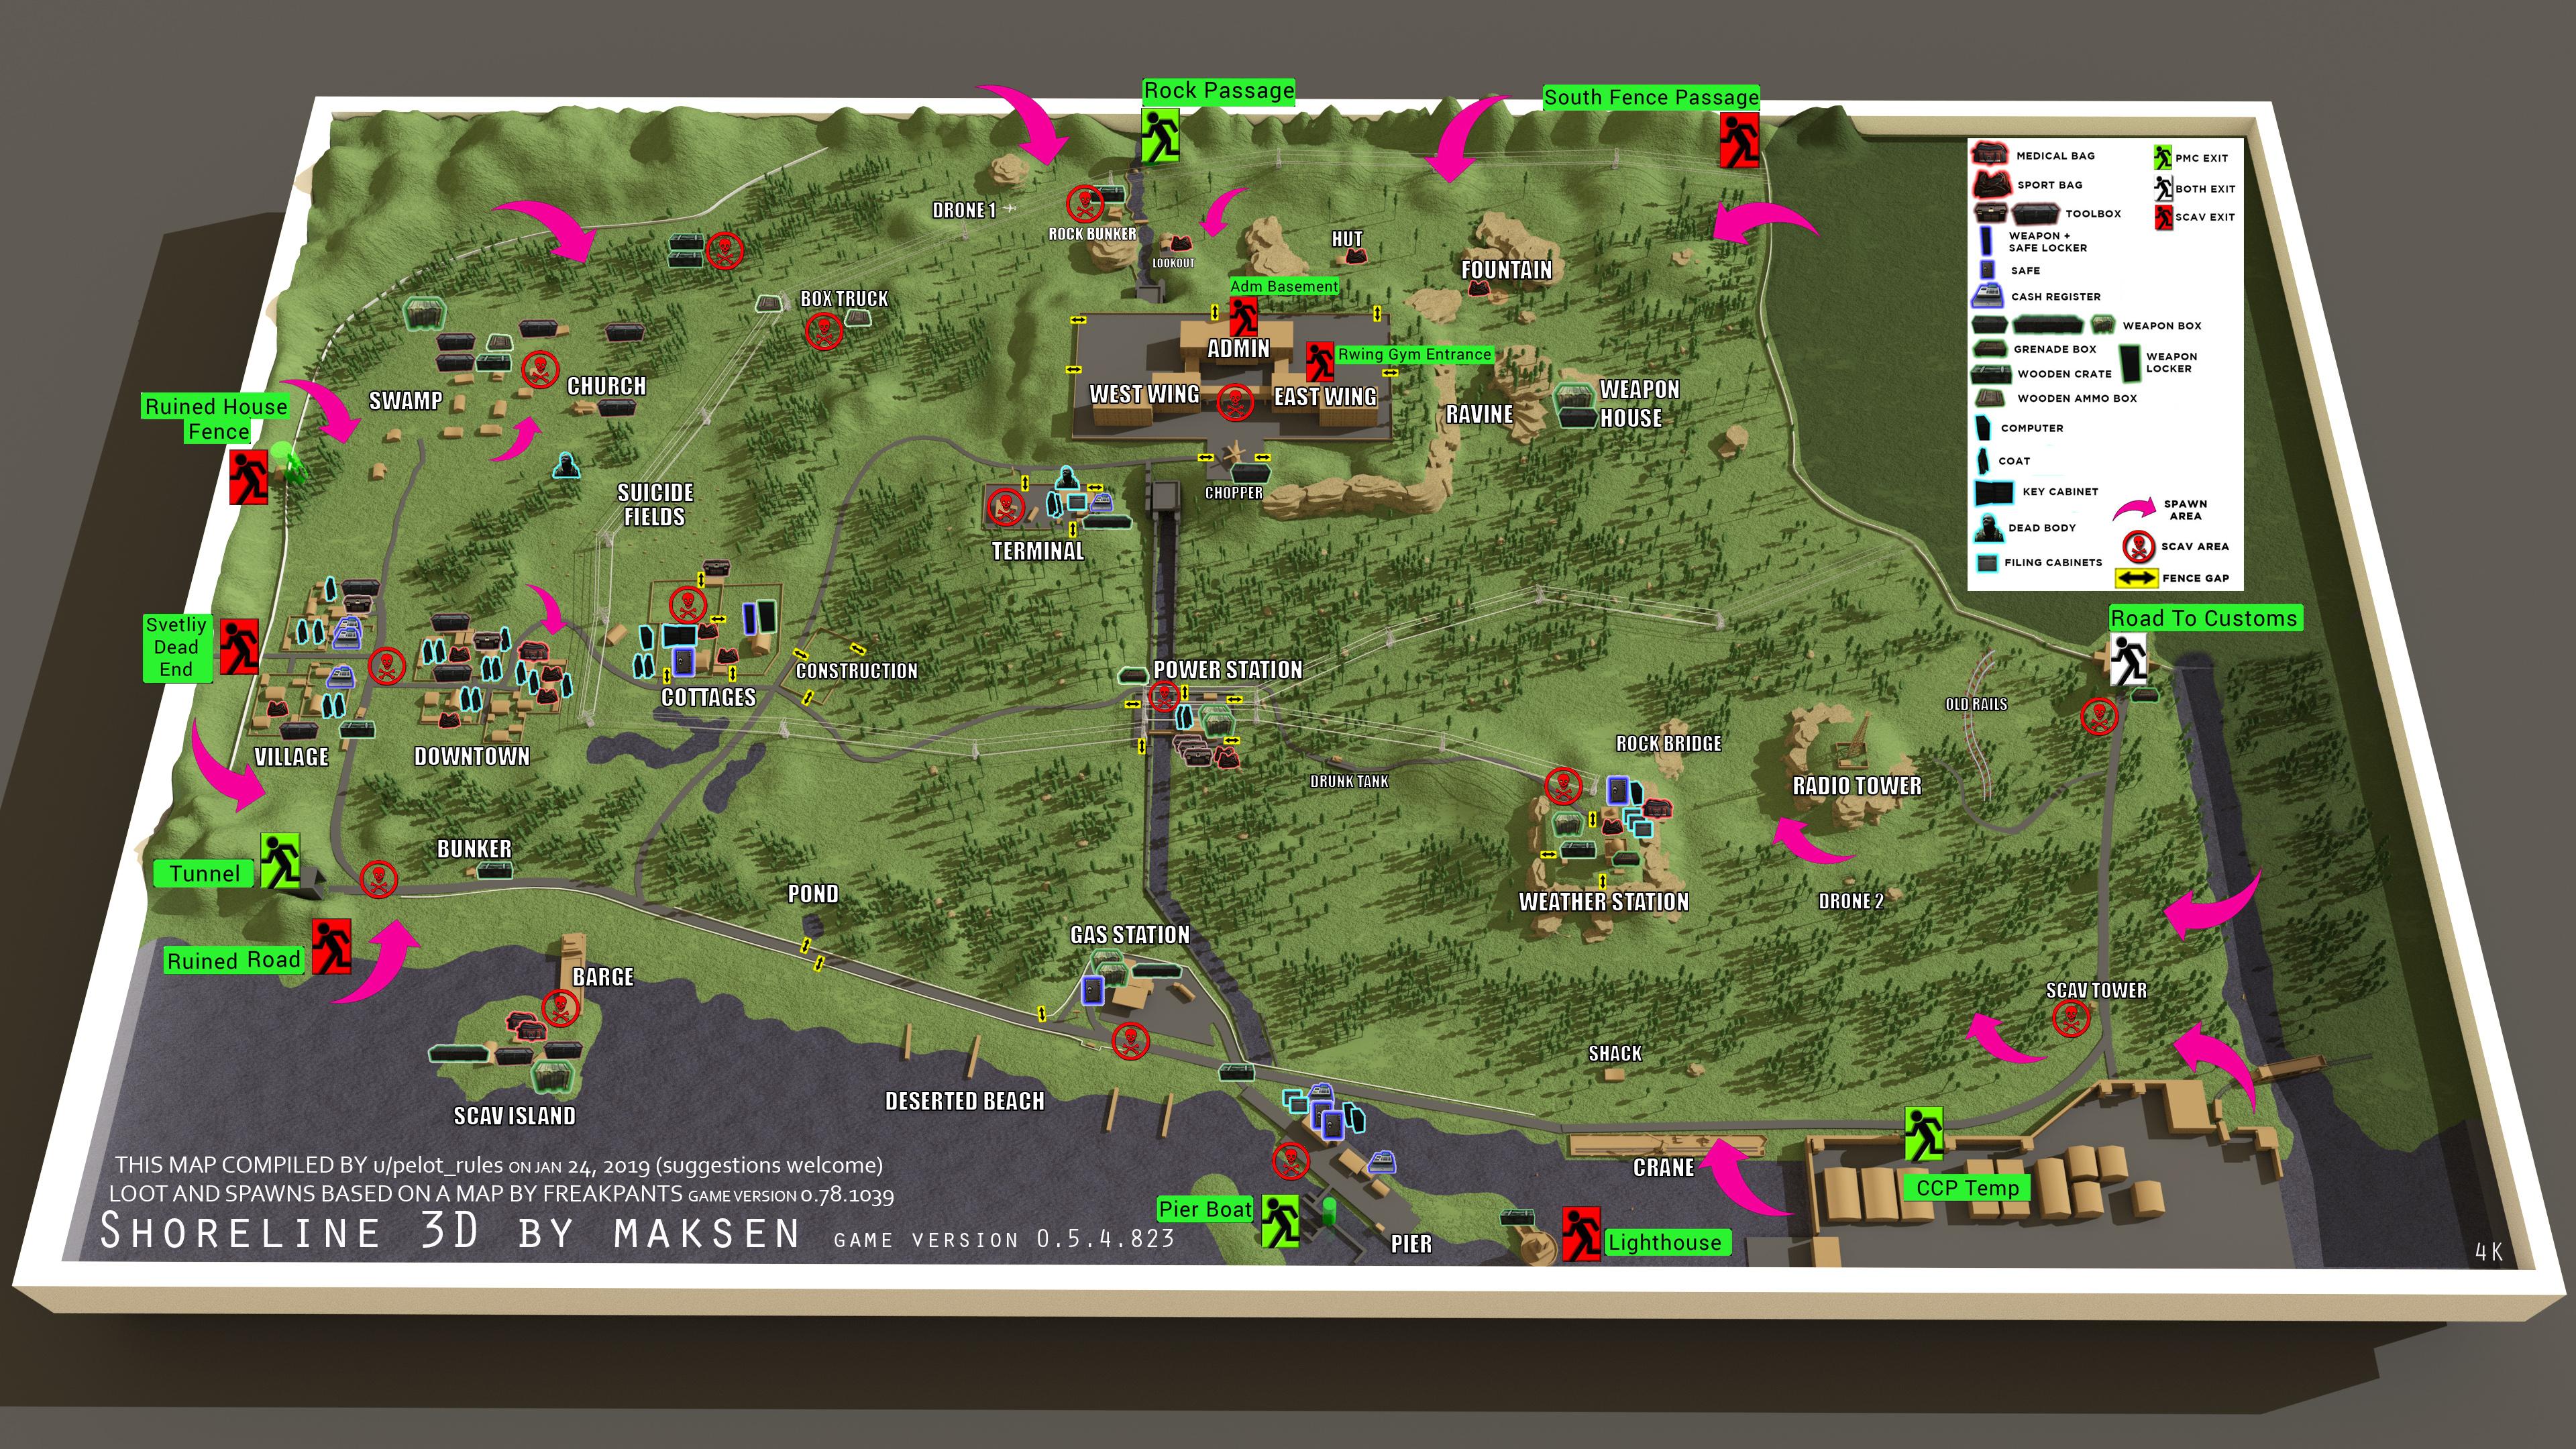 Rock Passage
South Fence Passage
MEDICAL BAG
PMC EXIT
SPORT BAG
BOTH EXIT
TOOLBOX
SCAV EXIT
WEAPON +
SAFE LOCKER
SAFE
CASH REGISTER
WEAPON BOX
GRENADE BOX
WEAPON
LOCKER
WOODEN CRATE
WOODEN AMMO BOX
COMPUTER
COAT
KEY CABINET
SPAWN
AREA
DEAD BODY
SCAV AREA
FILING CABINETS
FENCE GAP
DRONE 1
ROCK BUNKER
LOOKOUT
HUT
FOUNTAIN
BOX TRUCK
Adm Basement
ADMIN
Rwing Gym Entrance
WEST WING
EAST WING
WEAPON
HOUSE
RAVINE
CHURCH
SWAMP
Ruined House
Fence
SUICIDE
FIELDS
CHOPPER
TERMINAL
Svetliy
Dead
End
Road To Customs
CONSTRUCTION
POWER STATION
COTTAGES
OLD RAILS
VILLAGE
DOWNTOWN
ROCK BRIDGE
DRUNK TANK
RADIO TOWER
BUNKER
Tunnel
POND
WEATHER STATION
DRONE 2
GAS STATION
Ruined Road
BARGE
SCAV TOWER
SHACK
DESERTED BEACH
SCAV ISLAND
CRANE
CCP Temp
Pier Boat
PIER
Lighthouse
THIS MAP COMPILED BY u/pelot_rules ON JAN 24, 2019 (suggestions welcome)
LOOT AND SPAWNS BASED ON A MAP BY FREAKPANTS GAME VERSION 0.78.1039
SHORELINE 3D BY MAKSEN GAME VERSION 0.5.4.823
4K